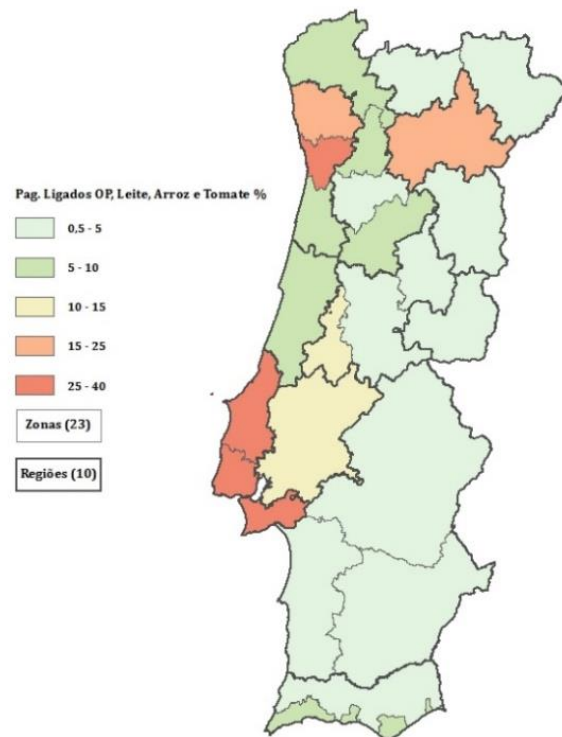 Pag. Ligados OP, Leite, Arroz e Tomate %
0,5 - 5
5 - 10
10 - 15
15 - 25
25 - 40
Zonas (23)
Regiões (10)